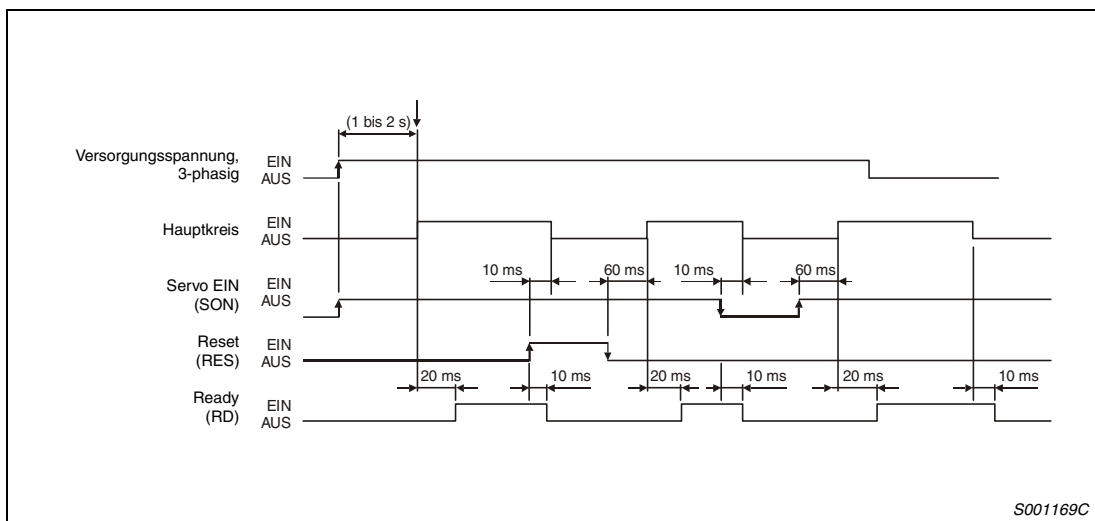 (1 bis 2 s)
Versorgungsspannung,
3-phasig
EIN
AUS
Hauptkreis
EIN
AUS
10 ms
60 ms
10 ms
60 ms
Servo EIN
(SON)
EIN
AUS
Reset
(RES)
EIN
AUS
20 ms
10 ms
20 ms
10 ms
20 ms
10 ms
Ready
(RD)
EIN
AUS
S001169C